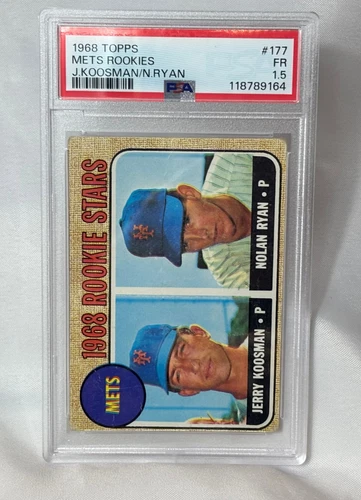 1968 TOPPS #177
METS ROOKIES FR
J.KOOSMAN/N.RYAN 1.5
PSA 118789164
1968 ROOKIE STARS
METS
JERRY KOOSMAN • P
NOLAN RYAN • P